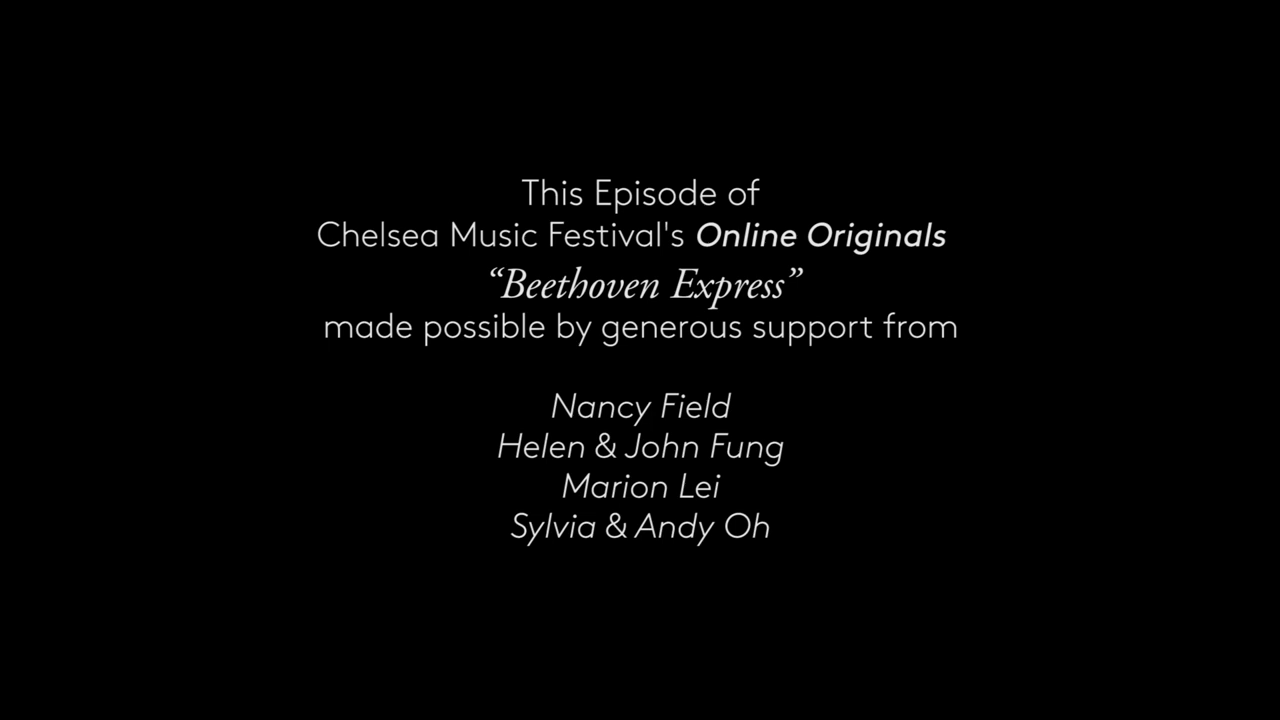 This Episode of
Chelsea Music Festival's Online Originals
“Beethoven Express”
made possible by generous support from
Nancy Field
Helen & John Fung
Marion Lei
Sylvia & Andy Oh